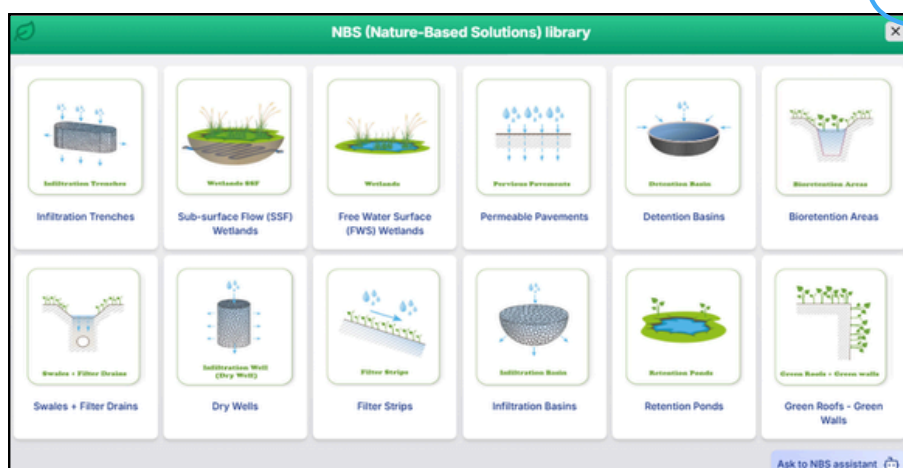 NBS (Nature-Based Solutions) library
Infiltration Trenches
Wetlands SSF
Wetlands
Pervious Pavements
Detention Basin
Bioretention Areas
Infiltration Trenches
Sub-surface Flow (SSF)
Wetlands
Free Water Surface
(FWS) Wetlands
Permeable Pavements
Detention Basins
Bioretention Areas
Swales + Filter Drains
Infiltration Well
(Dry Well)
Filter Strips
Infiltration Basin
Retention Ponds
Green Roofs + Green walls
Swales + Filter Drains
Dry Wells
Filter Strips
Infiltration Basins
Retention Ponds
Green Roofs - Green
Walls
Ask to NBS assistant